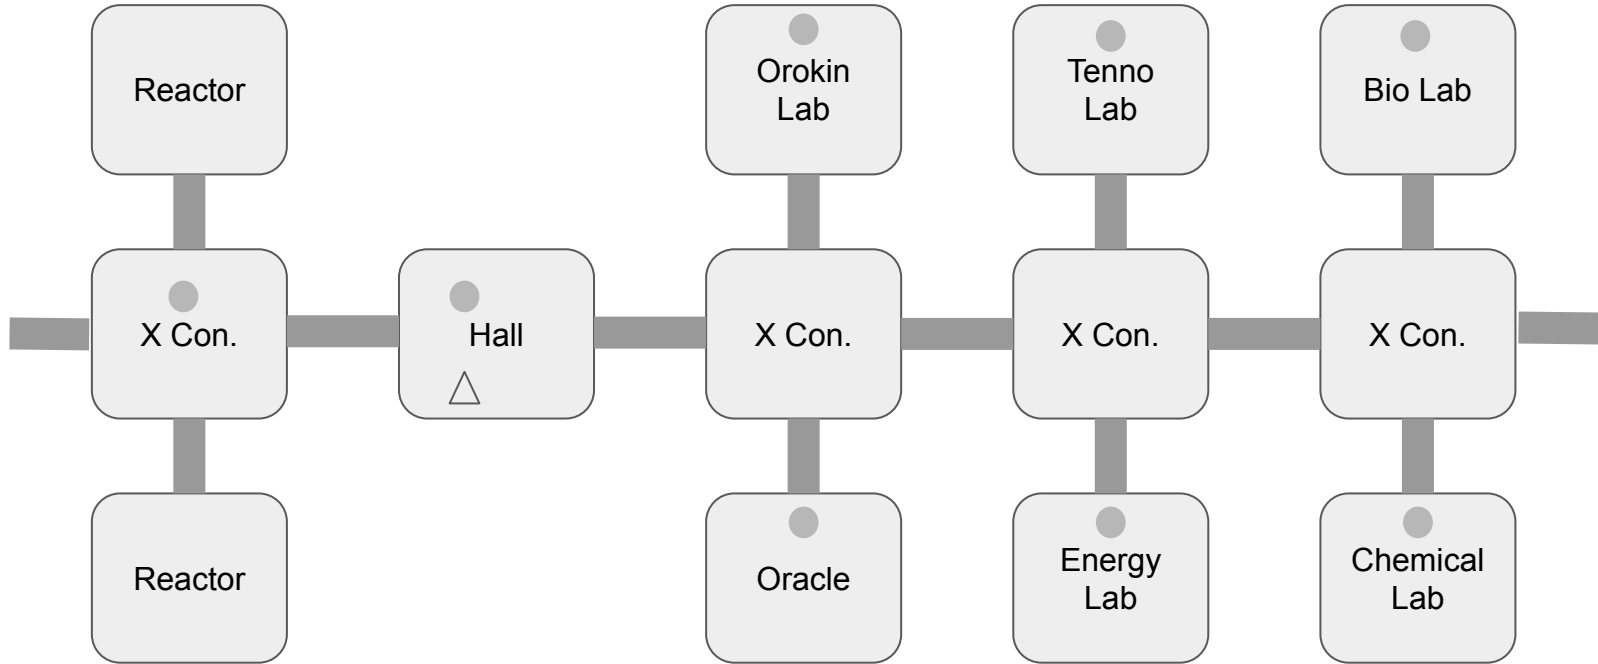 Reactor
Orokin
Lab
Tenno
Lab
Bio Lab
X Con.
Hall
X Con.
X Con.
X Con.
Reactor
Oracle
Energy
Lab
Chemical
Lab